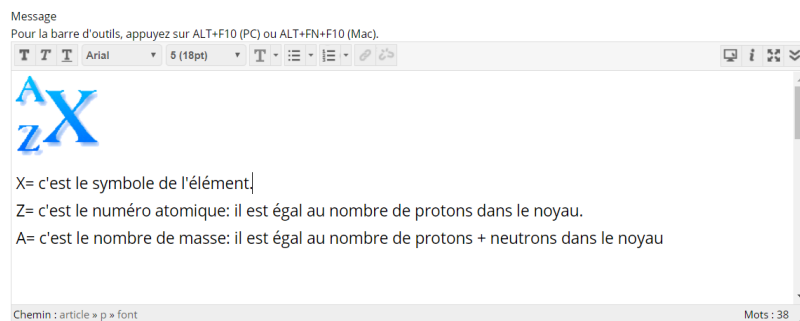 Message
Pour la barre d'outils, appuyez sur ALT+F10 (PC) ou ALT+FN+F10 (Mac).
T T T Arial 5 (18pt) T i
A
X
Z
X= c'est le symbole de l'élément.
Z= c'est le numéro atomique: il est égal au nombre de protons dans le noyau.
A= c'est le nombre de masse: il est égal au nombre de protons + neutrons dans le noyau
Chemin : article » p » font Mots : 38